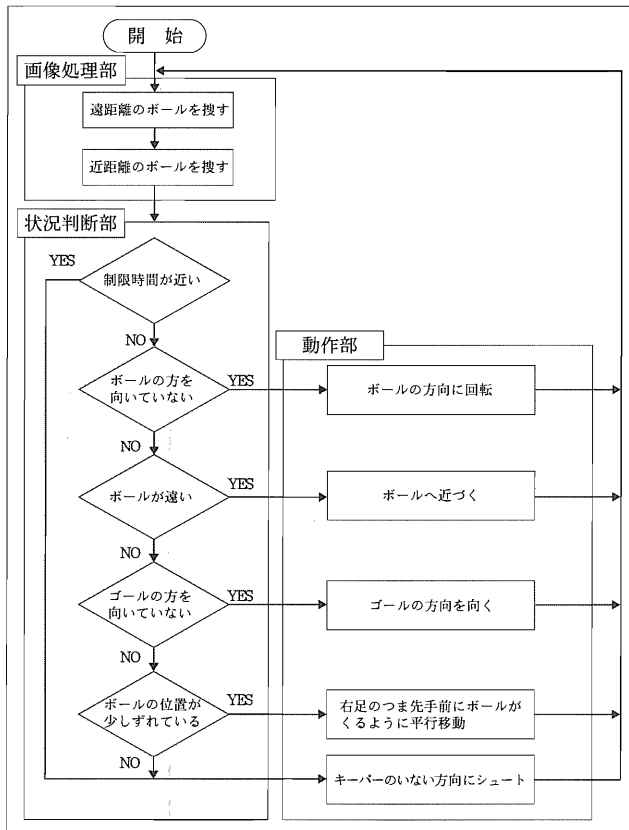 開　始
画像処理部
遠距離のボールを捜す
近距離のボールを捜す
状況判断部
YES
制限時間が近い
NO
動作部
ボールの方を
向いていない
YES
ボールの方向に回転
NO
ボールが遠い
YES
ボールへ近づく
NO
ゴールの方を
向いていない
YES
ゴールの方向を向く
NO
ボールの位置が
少しずれている
YES
右足のつま先手前にボールが
くるように平行移動
NO
キーパーのいない方向にシュート